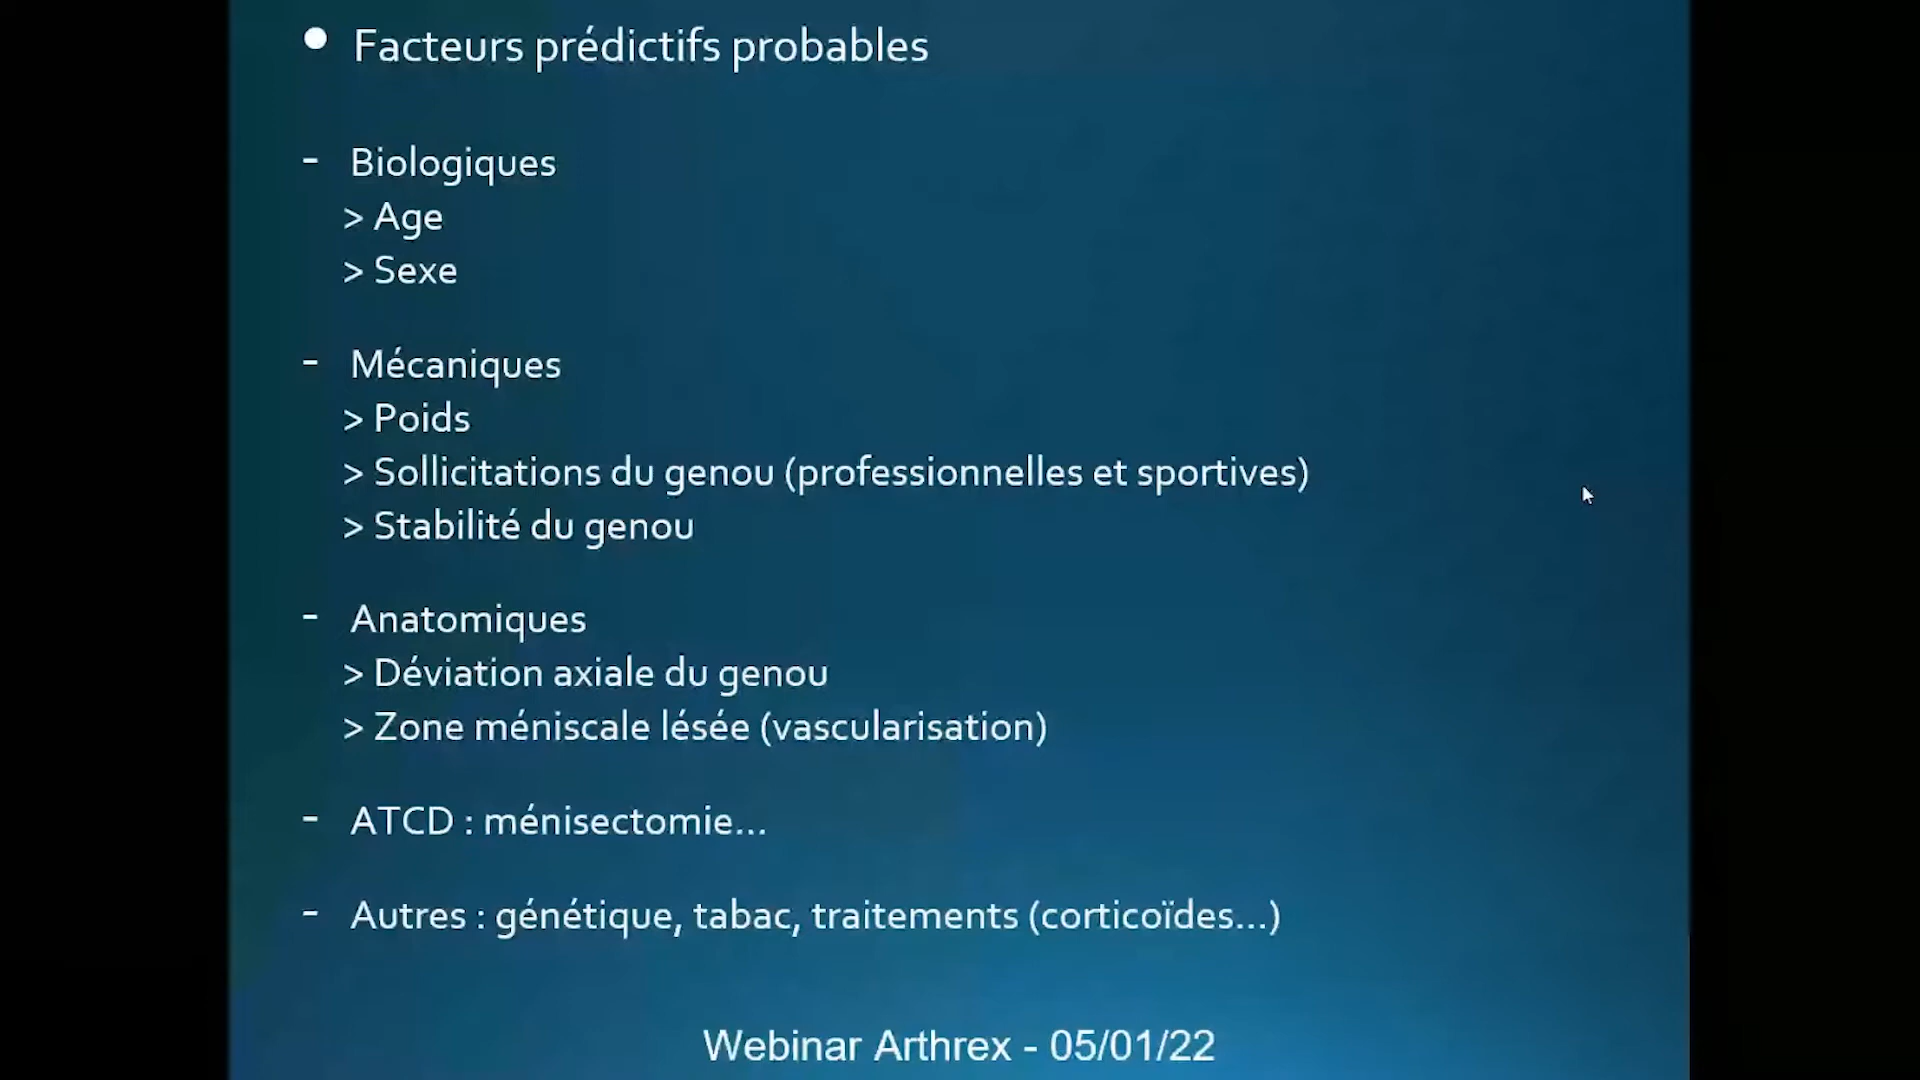 • Facteurs prédictifs probables
- Biologiques
> Age
> Sexe
- Mécaniques
> Poids
> Sollicitations du genou (professionnelles et sportives)
> Stabilité du genou
- Anatomiques
> Déviation axiale du genou
> Zone méniscale lésée (vascularisation)
- ATCD : ménisectomie...
- Autres : génétique, tabac, traitements (corticoïdes...)
Webinar Arthrex - 05/01/22